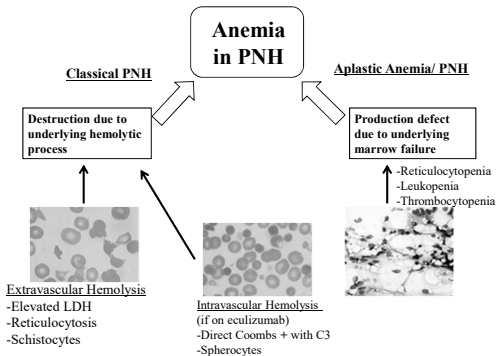 Anemia
in PNH
Classical PNH
Aplastic Anemia/ PNH
Destruction due to
underlying hemolytic
process
Production defect
due to underlying
marrow failure
-Reticulocytopenia
-Leukopenia
-Thrombocytopenia
Extravascular Hemolysis
-Elevated LDH
-Reticulocytosis
-Schistocytes
Intravascular Hemolysis
(if on eculizumab)
-Direct Coombs + with C3
-Spherocytes